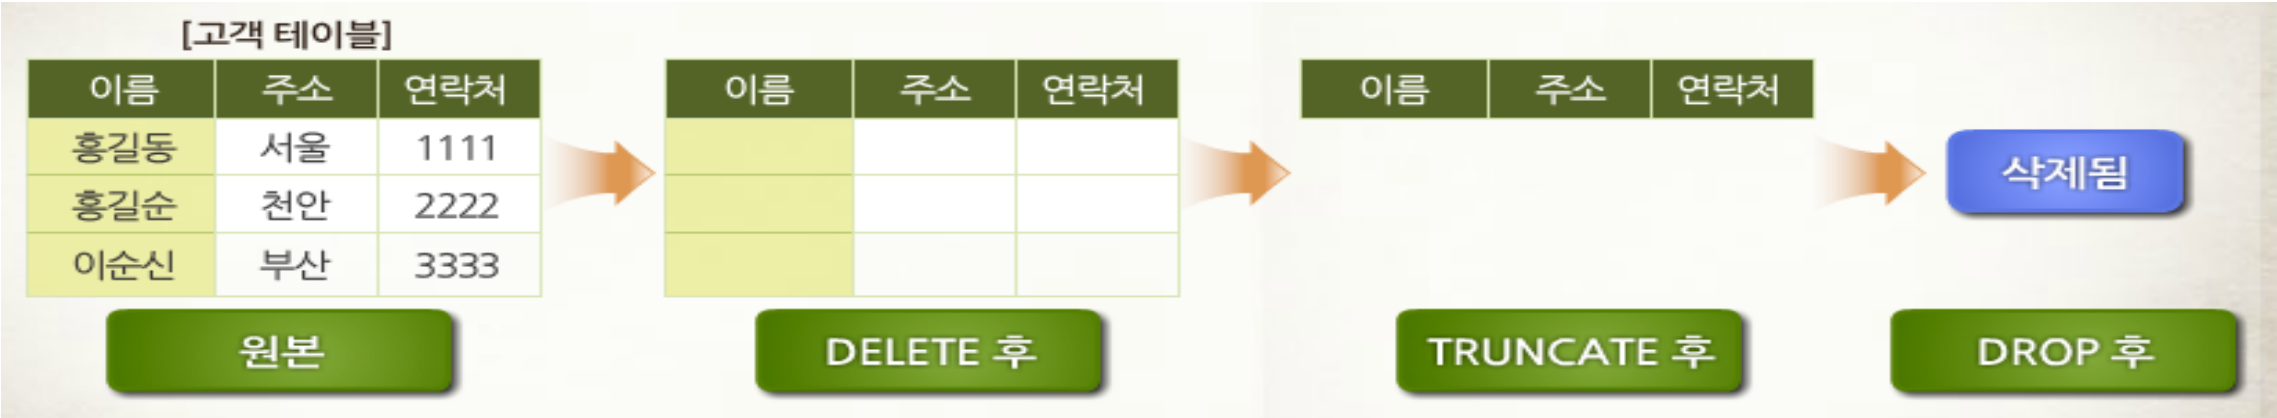 [고객 테이블]
이름 주소 연락처
홍길동 서울 1111
홍길순 천안 2222
이순신 부산 3333
원본
이름 주소 연락처
DELETE 후
이름 주소 연락처
TRUNCATE 후
삭제됨
DROP 후